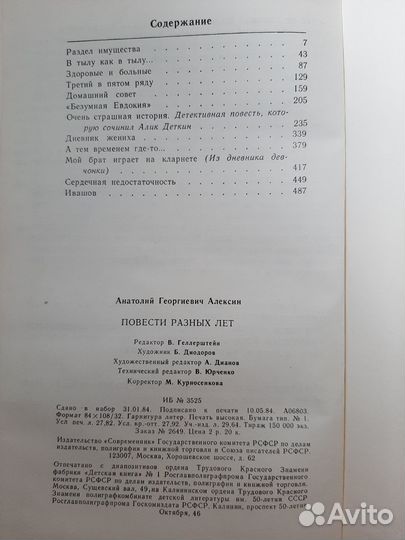 Содержание
Раздел имущества . . . . . . . . . . 7
В тылу как в тылу... . . . . . . . . . . 43
Здоровые и больные . . . . . . . . . . 87
Третий в пятом ряду . . . . . . . . . . 129
Домашний совет . . . . . . . . . . 159
«Безумная Евдокия» . . . . . . . . . . 205
Очень страшная история. Детективная повесть, кото-
рую сочинил Алик Деткин . . . . . . . . 235
Дневник жениха . . . . . . . . . . 339
А тем временем где-то... . . . . . . . . . . 379
Мой брат играет на кларнете (Из дневника дев-
чонки) . . . . . . . . . . 417
Сердечная недостаточность . . . . . . . . 449
Ивашов . . . . . . . . . . 487
Анатолий Георгиевич Алексин
ПОВЕСТИ РАЗНЫХ ЛЕТ
Редактор В. Геллерштейн
Художник Б. Диодоров
Художественный редактор А. Дианов
Технический редактор В. Юрченко
Корректор М. Курносенкова
ИБ № 3525
Сдано в набор 31.01.84. Подписано к печати 10.05.84. А06803.
Формат 84×108/32. Гарнитура литер. Печать высокая. Бумага тип. № 1.
Усл. печ. л. 27,82. Усл. кр.-отт. 27,92. Уч.-изд. л. 29,64. Тираж 150 000 экз.
Заказ № 2649. Цена 2 р. 20 к.
Издательство «Современник» Государственного комитета РСФСР по делам
издательств, полиграфии и книжной торговли и Союза писателей РСФСР.
123007, Москва, Хорошевское шоссе, д. 62
Отпечатано с диапозитивов ордена Трудового Красного Знамени
фабрики «Детская книга» № 1 Росглавполиграфпрома Государственного
комитета РСФСР по делам издательств, полиграфии и книжной торговли.
Москва, Сущевский вал, 49, на Калининском ордена Трудового Красного
Знамени полиграфкомбинате детской литературы им. 50-летия СССР
Росглавполиграфпрома Госкомиздата РСФСР. Калинин, проспект 50-летия
Октября, 46
Avito